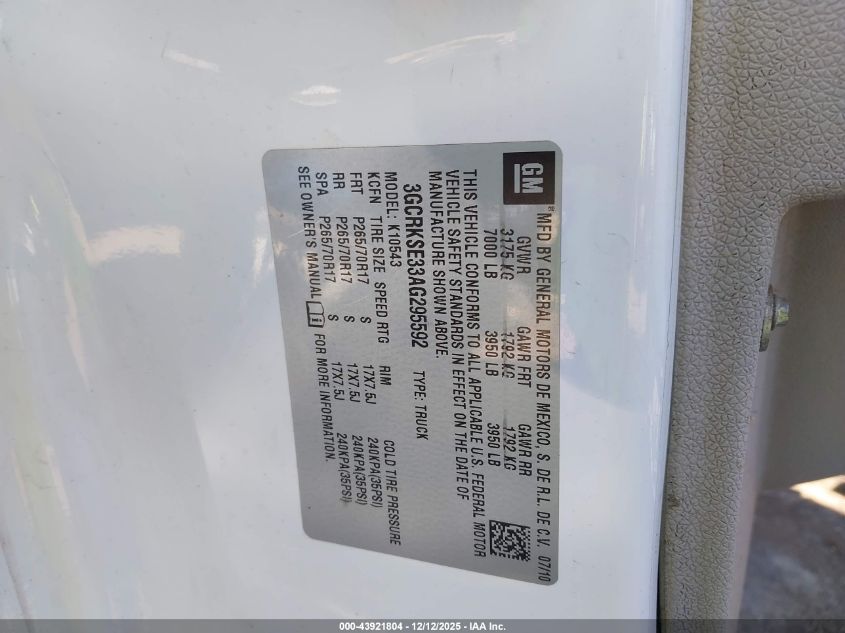 GM ® MFD BY GENERAL MOTORS DE MEXICO, S. DE R.L. DE C.V. 07/10
GVWR GAWR FRT GAWR RR
3175 KG 1792 KG 1792 KG
7000 LB 3950 LB 3950 LB
THIS VEHICLE CONFORMS TO ALL APPLICABLE U.S. FEDERAL MOTOR
VEHICLE SAFETY STANDARDS IN EFFECT ON THE DATE OF
MANUFACTURE SHOWN ABOVE.
3GCRKSE33AG295592 TYPE: TRUCK
MODEL: K10543
KCFN TIRE SIZE SPEED RTG RIM COLD TIRE PRESSURE
FRT P265/70R17 S 17X7.5J 240KPA(35PSI)
RR P265/70R17 S 17X7.5J 240KPA(35PSI)
SPA P265/70R17 S 17X7.5J 240KPA(35PSI)
SEE OWNER'S MANUAL i FOR MORE INFORMATION.
000-43921804 - 12/12/2025 - IAA Inc.